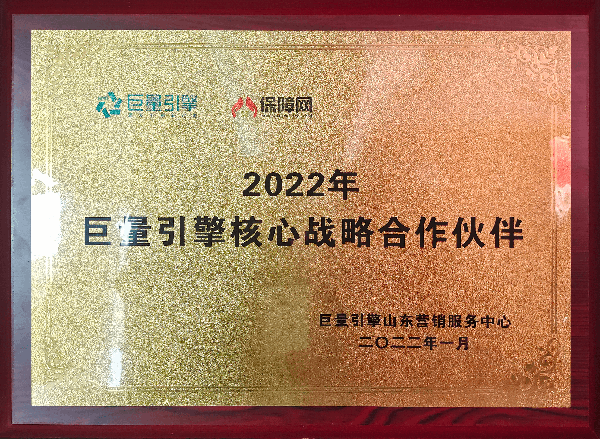 巨量引擎 保障网
2022年
巨量引擎核心战略合作伙伴
巨量引擎山东营销服务中心
二〇二二年一月